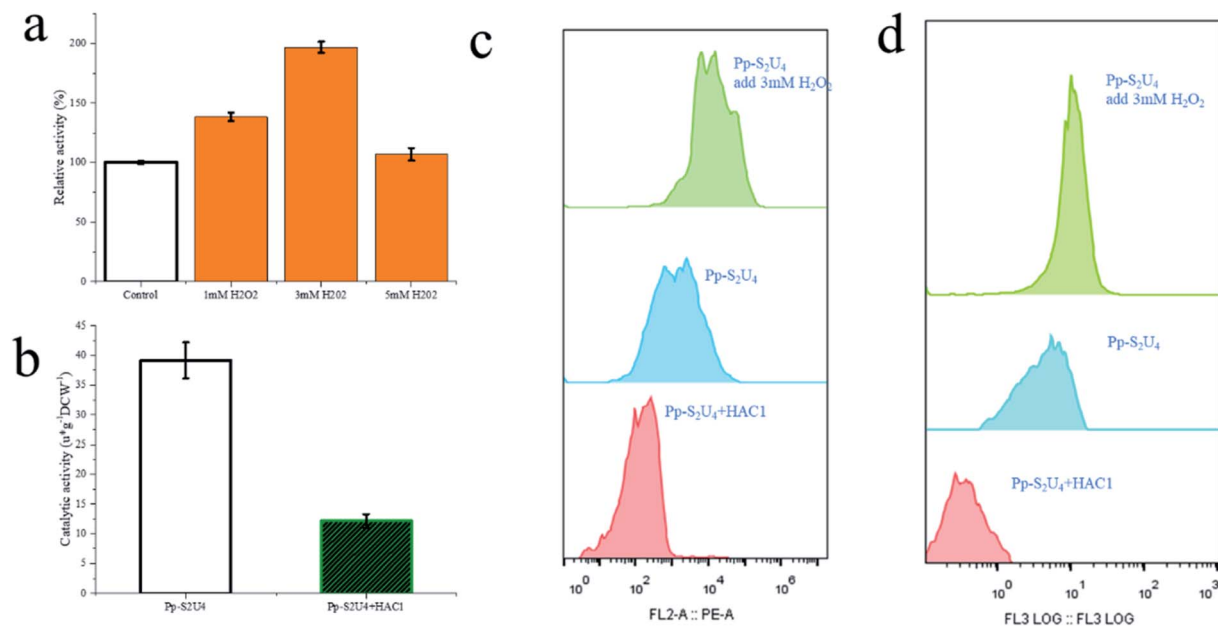 a
Relative activity (%)
200
150
100
50
0
Control
1mM H2O2
3mM H202
5mM H202
b
Catalytic activity (u*g⁻¹DCW⁻¹)
45
40
35
30
25
20
15
10
5
0
Pp-S2U4
Pp-S2U4+HAC1
c
Pp-S₂U₄
add 3mM H₂O₂
Pp-S₂U₄
Pp-S₂U₄+HAC1
10⁰
10²
10⁴
10⁶
FL2-A :: PE-A
d
Pp-S₂U₄
add 3mM H₂O₂
Pp-S₂U₄
Pp-S₂U₄+HAC1
10⁰
10¹
10²
10³
FL3 LOG :: FL3 LOG